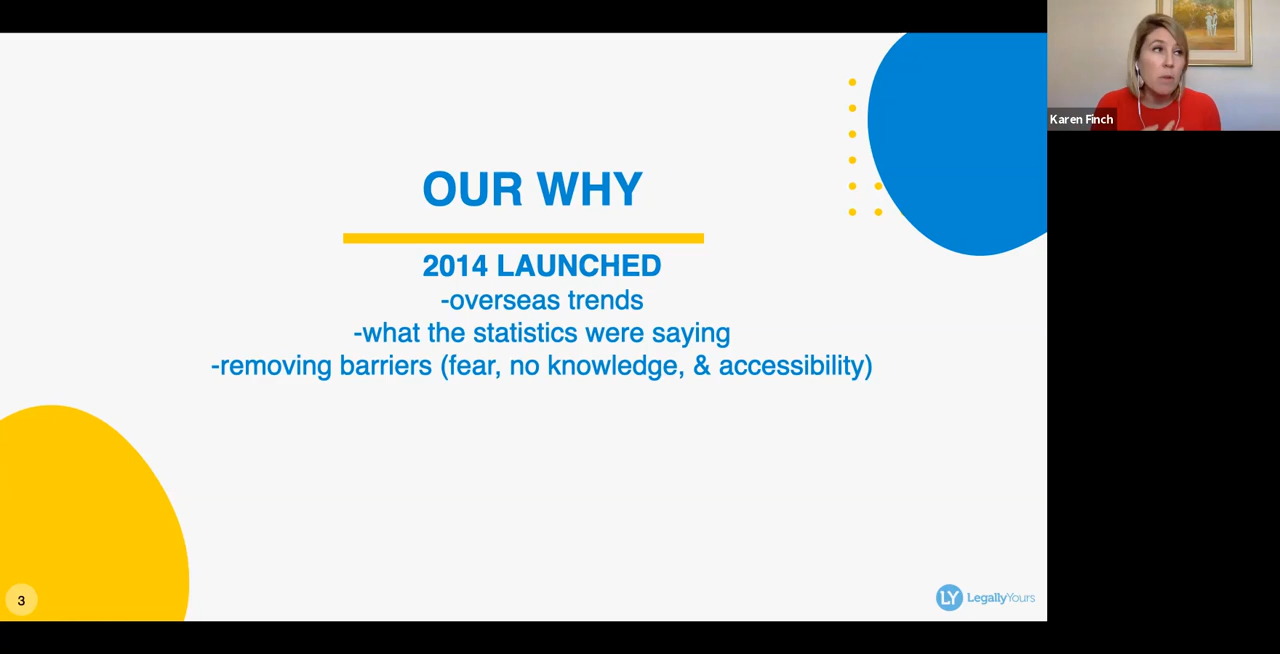 Karen Finch
OUR WHY
2014 LAUNCHED
-overseas trends
-what the statistics were saying
-removing barriers (fear, no knowledge, & accessibility)
3
LY LegallyYours